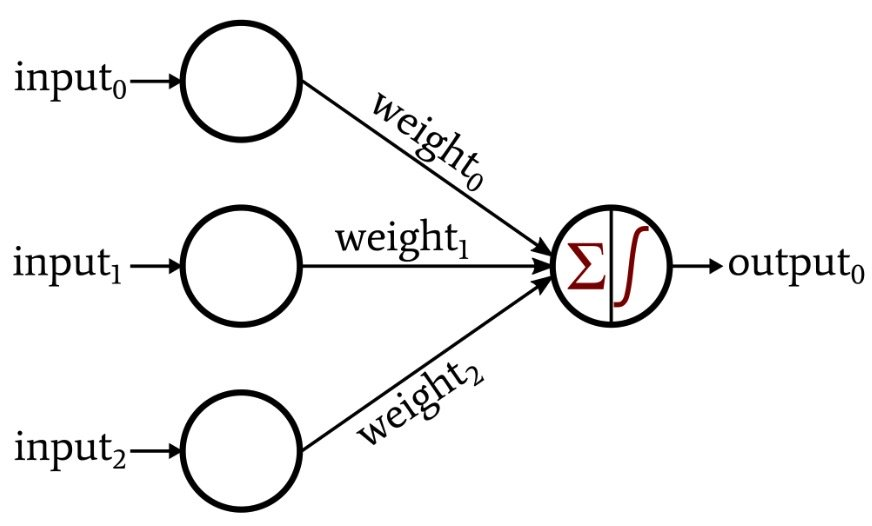 input₀
weight₀
input₁
weight₁
Σ ∫
output₀
input₂
weight₂